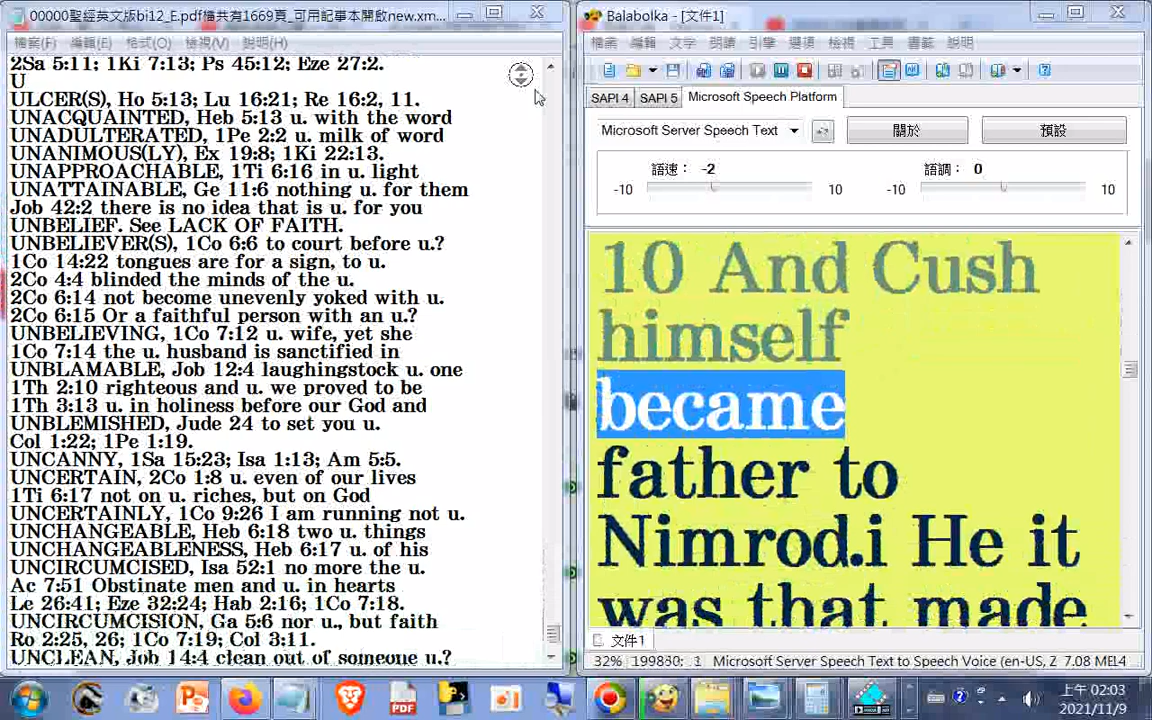 00000聖經英文版bi12_E.pdf檔共有1669頁_可用記事本開啟new.xm...
檔案(F) 編輯(E) 格式(O) 檢視(V) 說明(H)
2Sa 5:11; 1Ki 7:13; Ps 45:12; Eze 27:2.
U
ULCER(S), Ho 5:13; Lu 16:21; Re 16:2, 11.
UNACQUAINTED, Heb 5:13 u. with the word
UNADULTERATED, 1Pe 2:2 u. milk of word
UNANIMOUS(LY), Ex 19:8; 1Ki 22:13.
UNAPPROACHABLE, 1Ti 6:16 in u. light
UNATTAINABLE, Ge 11:6 nothing u. for them
Job 42:2 there is no idea that is u. for you
UNBELIEF. See LACK OF FAITH.
UNBELIEVER(S), 1Co 6:6 to court before u.?
1Co 14:22 tongues are for a sign, to u.
2Co 4:4 blinded the minds of the u.
2Co 6:14 not become unevenly yoked with u.
2Co 6:15 Or a faithful person with an u.?
UNBELIEVING, 1Co 7:12 u. wife, yet she
1Co 7:14 the u. husband is sanctified in
UNBLAMABLE, Job 12:4 laughingstock u. one
1Th 2:10 righteous and u. we proved to be
1Th 3:13 u. in holiness before our God and
UNBLEMISHED, Jude 24 to set you u.
Col 1:22; 1Pe 1:19.
UNCANNY, 1Sa 15:23; Isa 1:13; Am 5:5.
UNCERTAIN, 2Co 1:8 u. even of our lives
1Ti 6:17 not on u. riches, but on God
UNCERTAINLY, 1Co 9:26 I am running not u.
UNCHANGEABLE, Heb 6:18 two u. things
UNCHANGEABLENESS, Heb 6:17 u. of his
UNCIRCUMCISED, Isa 52:1 no more the u.
Ac 7:51 Obstinate men and u. in hearts
Le 26:41; Eze 32:24; Hab 2:16; 1Co 7:18.
UNCIRCUMCISION, Ga 5:6 nor u., but faith
Ro 2:25, 26; 1Co 7:19; Col 3:11.
UNCLEAN, Job 14:4 clean out of someone u.?
Balabolka - [文件1]
檔案 編輯 文字 朗讀 引擎 選項 檢視 工具 書籤 說明
SAPI 4 SAPI 5 Microsoft Speech Platform
Microsoft Server Speech Text 關於 預設
語速： -2 語調： 0
-10 10 -10 10
10 And Cush
himself
became
father to
Nimrod.i He it
was that made
文件1
32% 199830: 1 Microsoft Server Speech Text to Speech Voice (en-US, Z 7.08 ME14
PDF
上午 02:03
2021/11/9